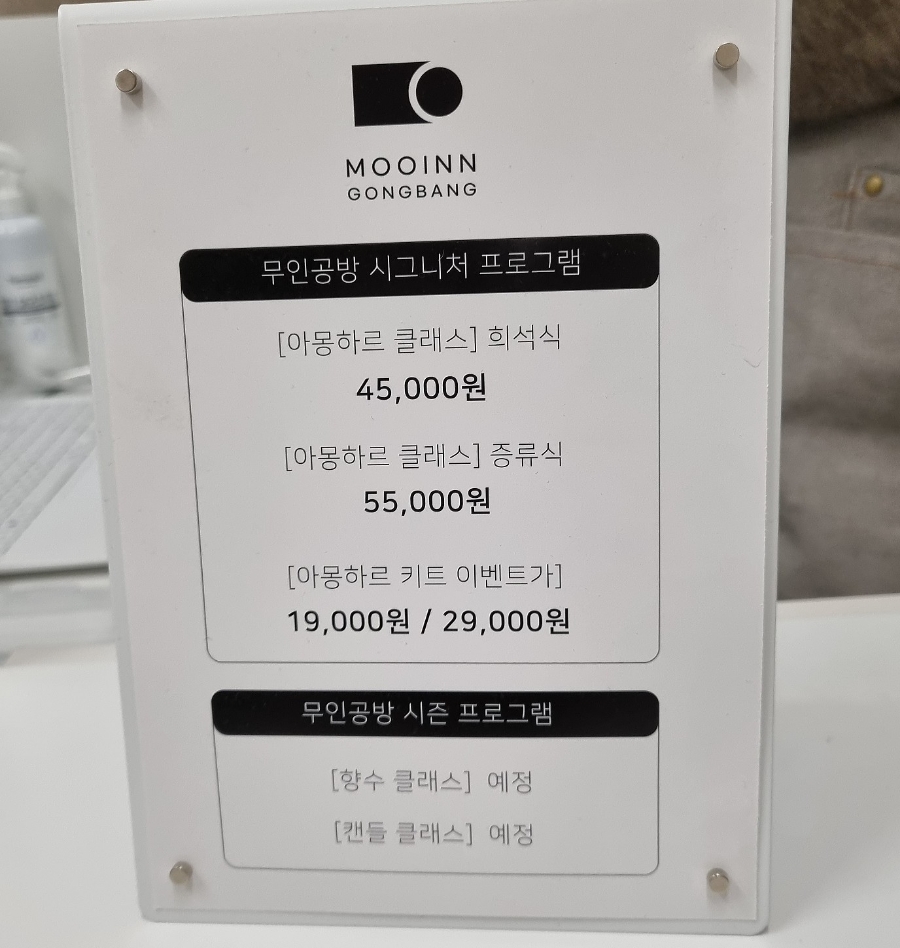 MOOINN
GONGBANG
무인공방 시그니처 프로그램
[아몽하르 클래스] 희석식
45,000원
[아몽하르 클래스] 증류식
55,000원
[아몽하르 키트 이벤트가]
19,000원 / 29,000원
무인공방 시즌 프로그램
[향수 클래스] 예정
[캔들 클래스] 예정